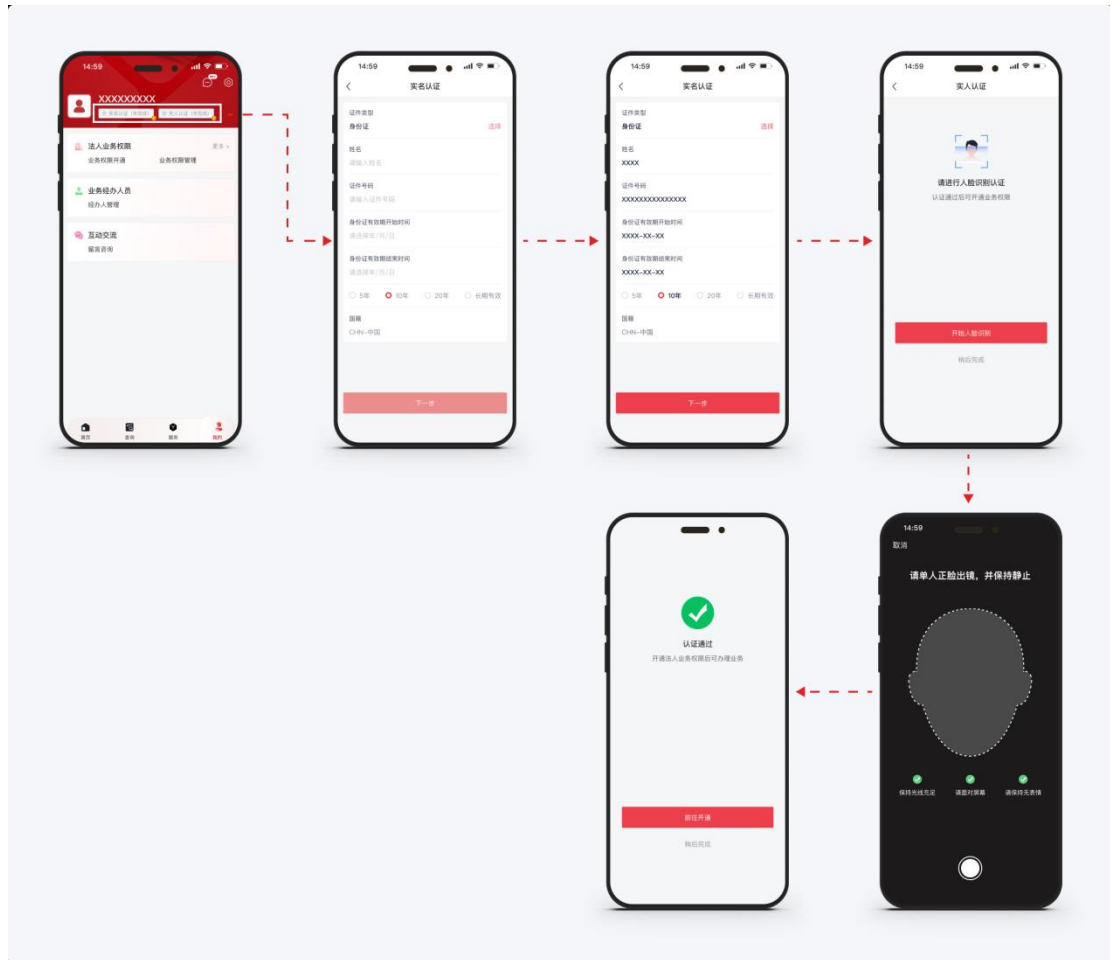 14:59
XXXXXXXXX
实名认证（未完成）
实人认证（未完成）
法人业务权限
更多 >
业务权限开通
业务权限管理
业务经办人员
经办人管理
互动交流
留言咨询
首页
查询
服务
我的
14:59
实名认证
证件类型
身份证
选择
姓名
请输入姓名
证件号码
请输入证件号码
身份证有效期开始时间
请选择年/月/日
身份证有效期结束时间
请选择年/月/日
5年
10年
20年
长期有效
国籍
CHN-中国
下一步
14:59
实名认证
证件类型
身份证
选择
姓名
XXXX
证件号码
XXXXXXXXXXXXXXX
身份证有效期开始时间
XXXX-XX-XX
身份证有效期结束时间
XXXX-XX-XX
5年
10年
20年
长期有效
国籍
CHN-中国
下一步
14:59
实人认证
请进行人脸识别认证
认证通过后可开通业务权限
开始人脸识别
稍后完成
认证通过
开通法人业务权限后可办理业务
前往开通
稍后完成
14:59
取消
请单人正脸出镜，并保持静止
保持光线充足
请面对屏幕
请保持无表情